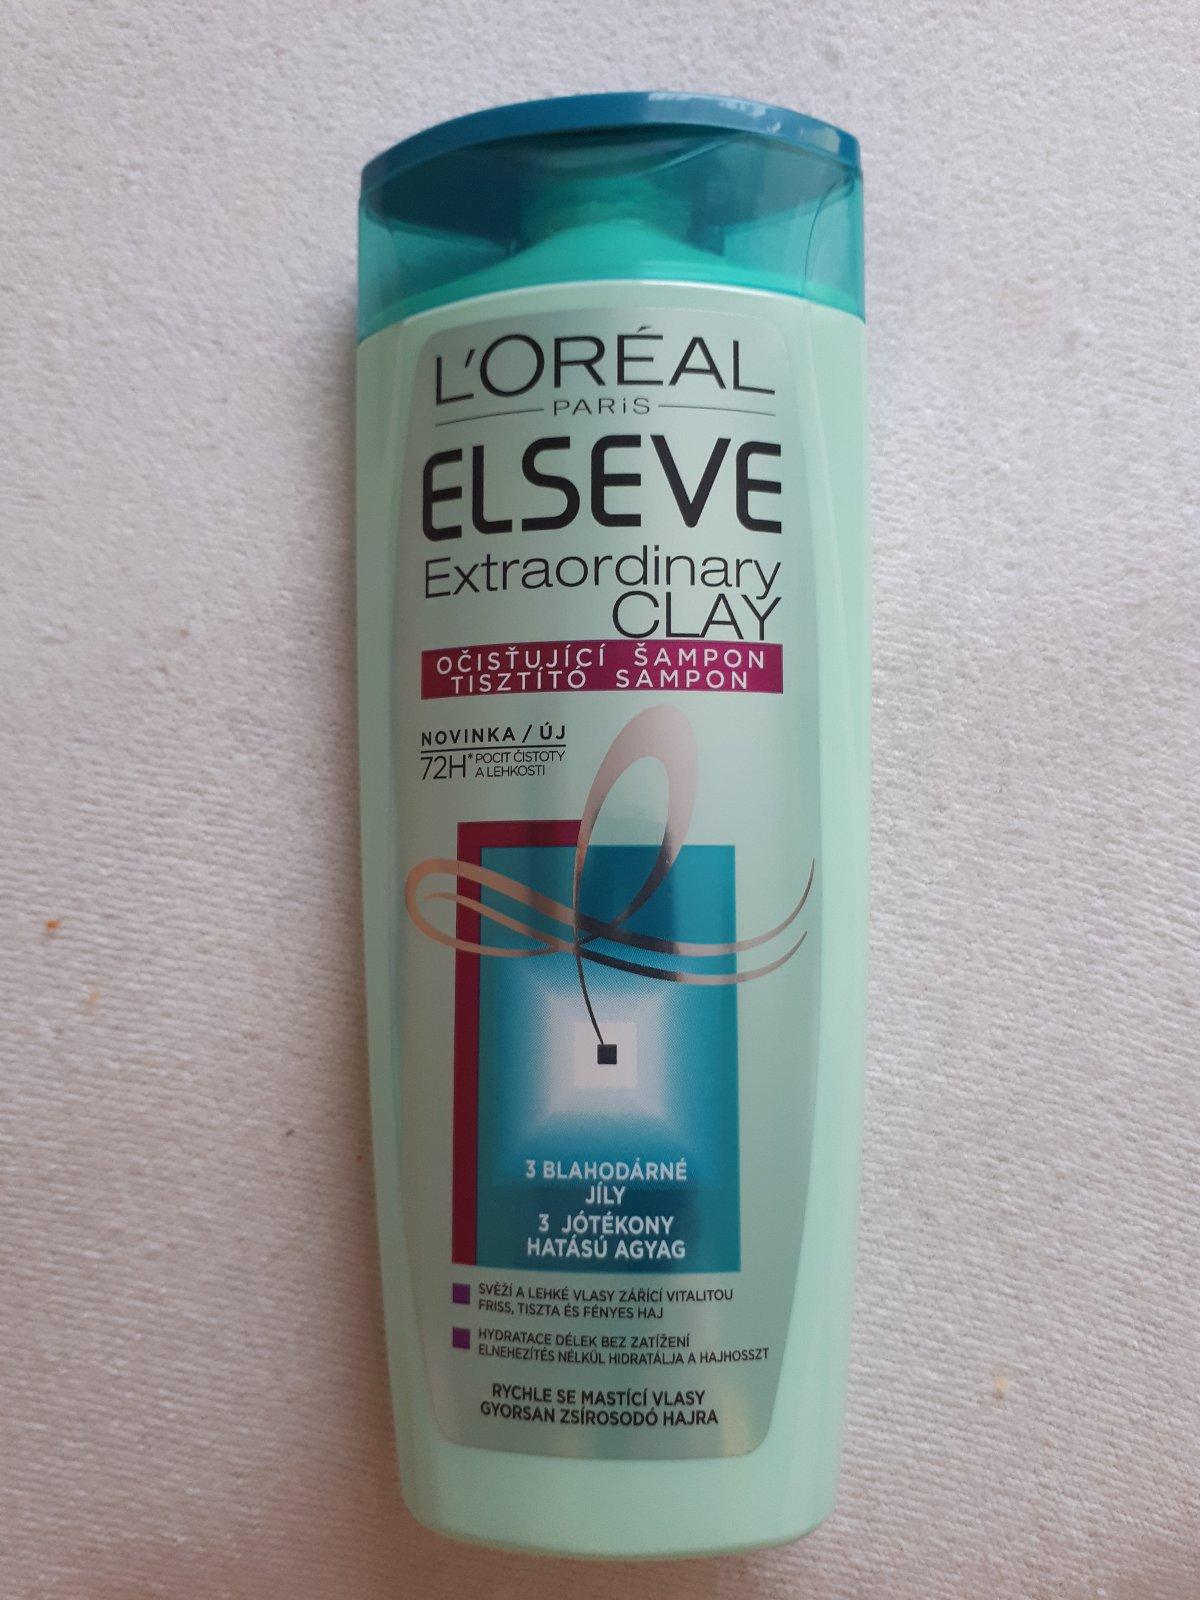 L'ORÉAL
PARiS
ELSEVE
Extraordinary
CLAY
OČISŤUJÍCÍ ŠAMPON
TISZTÍTÓ SAMPON
NOVINKA / ÚJ
72H* POCIT ČISTOTY
A LEHKOSTI
3 BLAHODÁRNÉ
JÍLY
3 JÓTÉKONY
HATÁSÚ AGYAG
SVĚŽÍ A LEHKÉ VLASY ZÁŘÍCÍ VITALITOU
FRISS, TISZTA ÉS FÉNYES HAJ
HYDRATACE DÉLEK BEZ ZATÍŽENÍ
ELNEHEZÍTÉS NÉLKÜL HIDRATÁLJA A HAJHOSSZT
RYCHLE SE MASTÍCÍ VLASY
GYORSAN ZSÍROSODÓ HAJRA